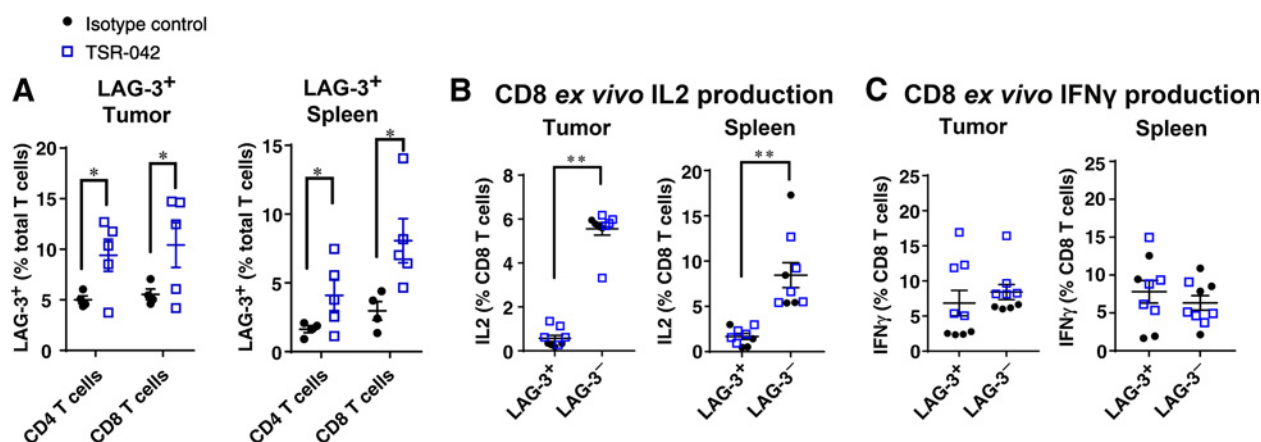 Isotype control
TSR-042
A
LAG-3+
Tumor
LAG-3+ (% total T cells)
20
15
10
5
0
*
*
CD4 T cells
CD8 T cells
LAG-3+
Spleen
LAG-3+ (% total T cells)
15
10
5
0
*
*
CD4 T cells
CD8 T cells
B CD8 ex vivo IL2 production
Tumor
IL2 (% CD8 T cells)
8
6
4
2
0
**
LAG-3+
LAG-3−
Spleen
IL2 (% CD8 T cells)
20
15
10
5
0
**
LAG-3+
LAG-3−
C CD8 ex vivo IFNγ production
Tumor
IFNγ (% CD8 T cells)
25
20
15
10
5
0
LAG-3+
LAG-3−
Spleen
IFNγ (% CD8 T cells)
25
20
15
10
5
0
LAG-3+
LAG-3−